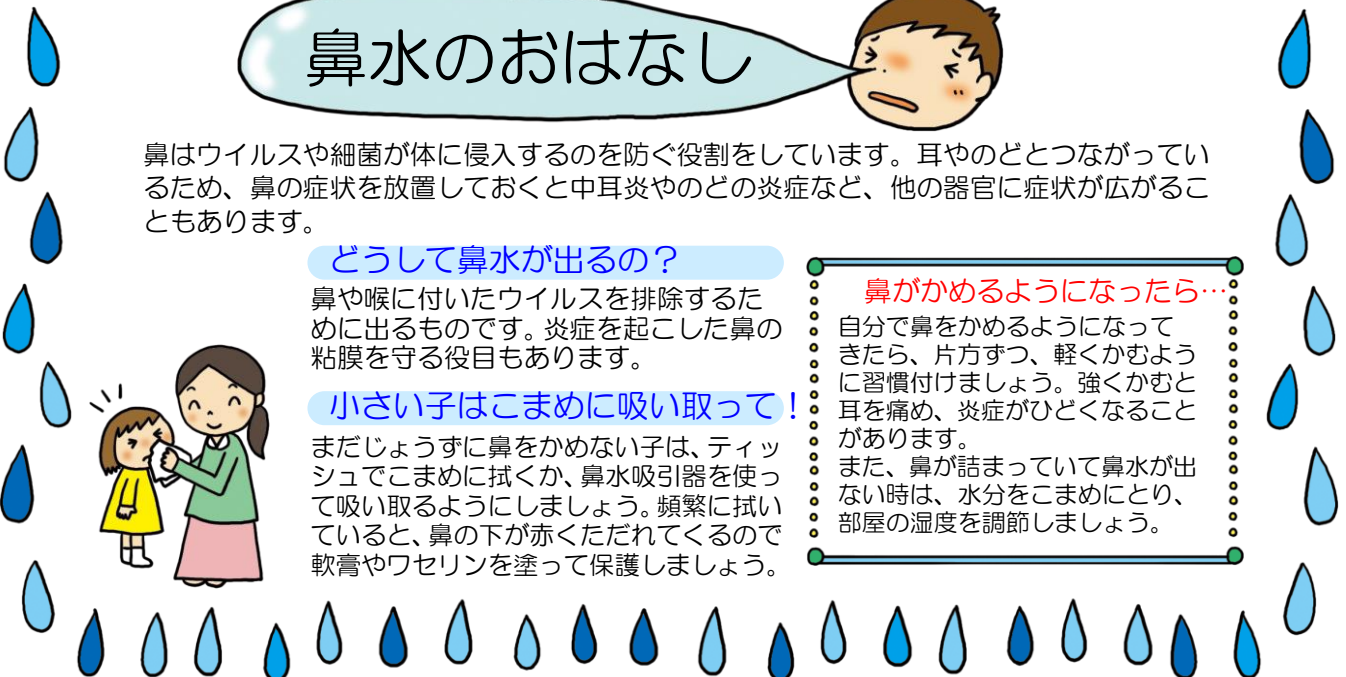 鼻水のおはなし
鼻はウイルスや細菌が体に侵入するのを防ぐ役割をしています。耳やのどとつながってい
るため、鼻の症状を放置しておくと中耳炎やのどの炎症など、他の器官に症状が広がるこ
ともあります。
どうして鼻水が出るの？
鼻や喉に付いたウイルスを排除するた
めに出るものです。炎症を起こした鼻の
粘膜を守る役目もあります。
小さい子はこまめに吸い取って！
まだじょうずに鼻をかめない子は、ティッ
シュでこまめに拭くか、鼻水吸引器を使っ
て吸い取るようにしましょう。頻繁に拭い
ていると、鼻の下が赤くただれてくるので
軟膏やワセリンを塗って保護しましょう。
鼻がかめるようになったら…
自分で鼻をかめるようになって
きたら、片方ずつ、軽くかむよう
に習慣付けましょう。強くかむと
耳を痛め、炎症がひどくなること
があります。
また、鼻が詰まっていて鼻水が出
ない時は、水分をこまめにとり、
部屋の湿度を調節しましょう。